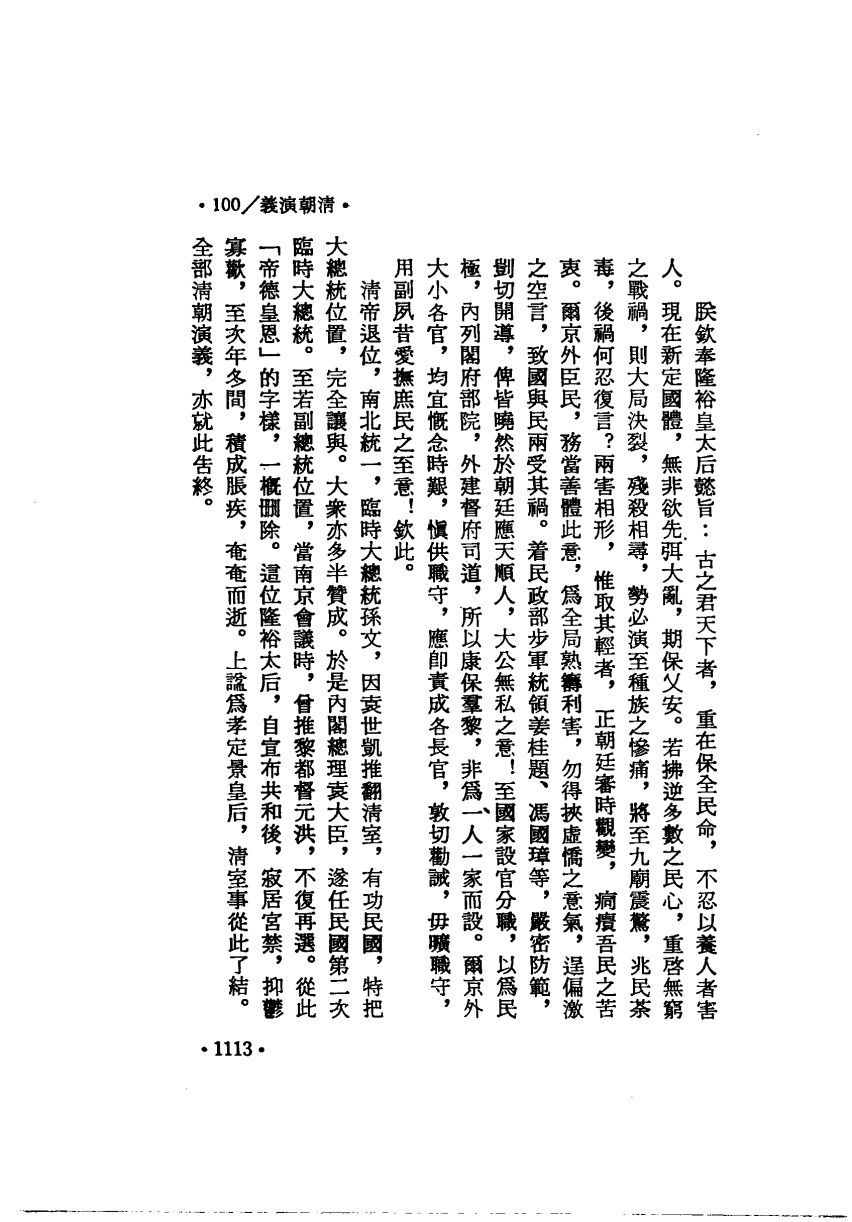 ・100／義演朝清・
朕欽奉隆裕皇太后懿旨：古之君天下者，重在保全民命，不忍以養人者害
人。現在新定國體，無非欲先弭大亂，期保乂安。若拂逆多數之民心，重啓無窮
之戰禍，則大局決裂，殘殺相尋，勢必演至種族之慘痛，將至九廟震驚，兆民荼
毒，後禍何忍復言？兩害相形，惟取其輕者，正朝廷審時觀變，痌瘝吾民之苦
衷。爾京外臣民，務當善體此意，爲全局熟籌利害，勿得挾虛憍之意氣，逞偏激
之空言，致國與民兩受其禍。着民政部步軍統領姜桂題、馮國璋等，嚴密防範，
剴切開導，俾皆曉然於朝廷應天順人，大公無私之意！至國家設官分職，以爲民
極，內列閣府部院，外建督府司道，所以康保羣黎，非爲一人一家而設。爾京外
大小各官，均宜慨念時艱，慎供職守，應卽責成各長官，敦切勸誡，毋曠職守，
用副夙昔愛撫庶民之至意！欽此。
清帝退位，南北統一，臨時大總統孫文，因袁世凱推翻清室，有功民國，特把
大總統位置，完全讓與。大衆亦多半贊成。於是內閣總理袁大臣，遂任民國第二次
臨時大總統。至若副總統位置，當南京會議時，曾推黎都督元洪，不復再選。從此
「帝德皇恩」的字樣，一概刪除。這位隆裕太后，自宣布共和後，寂居宮禁，抑鬱
寡歡，至次年冬間，積成脹疾，奄奄而逝。上諡爲孝定景皇后，清室事從此了結。
全部清朝演義，亦就此告終。
・1113・